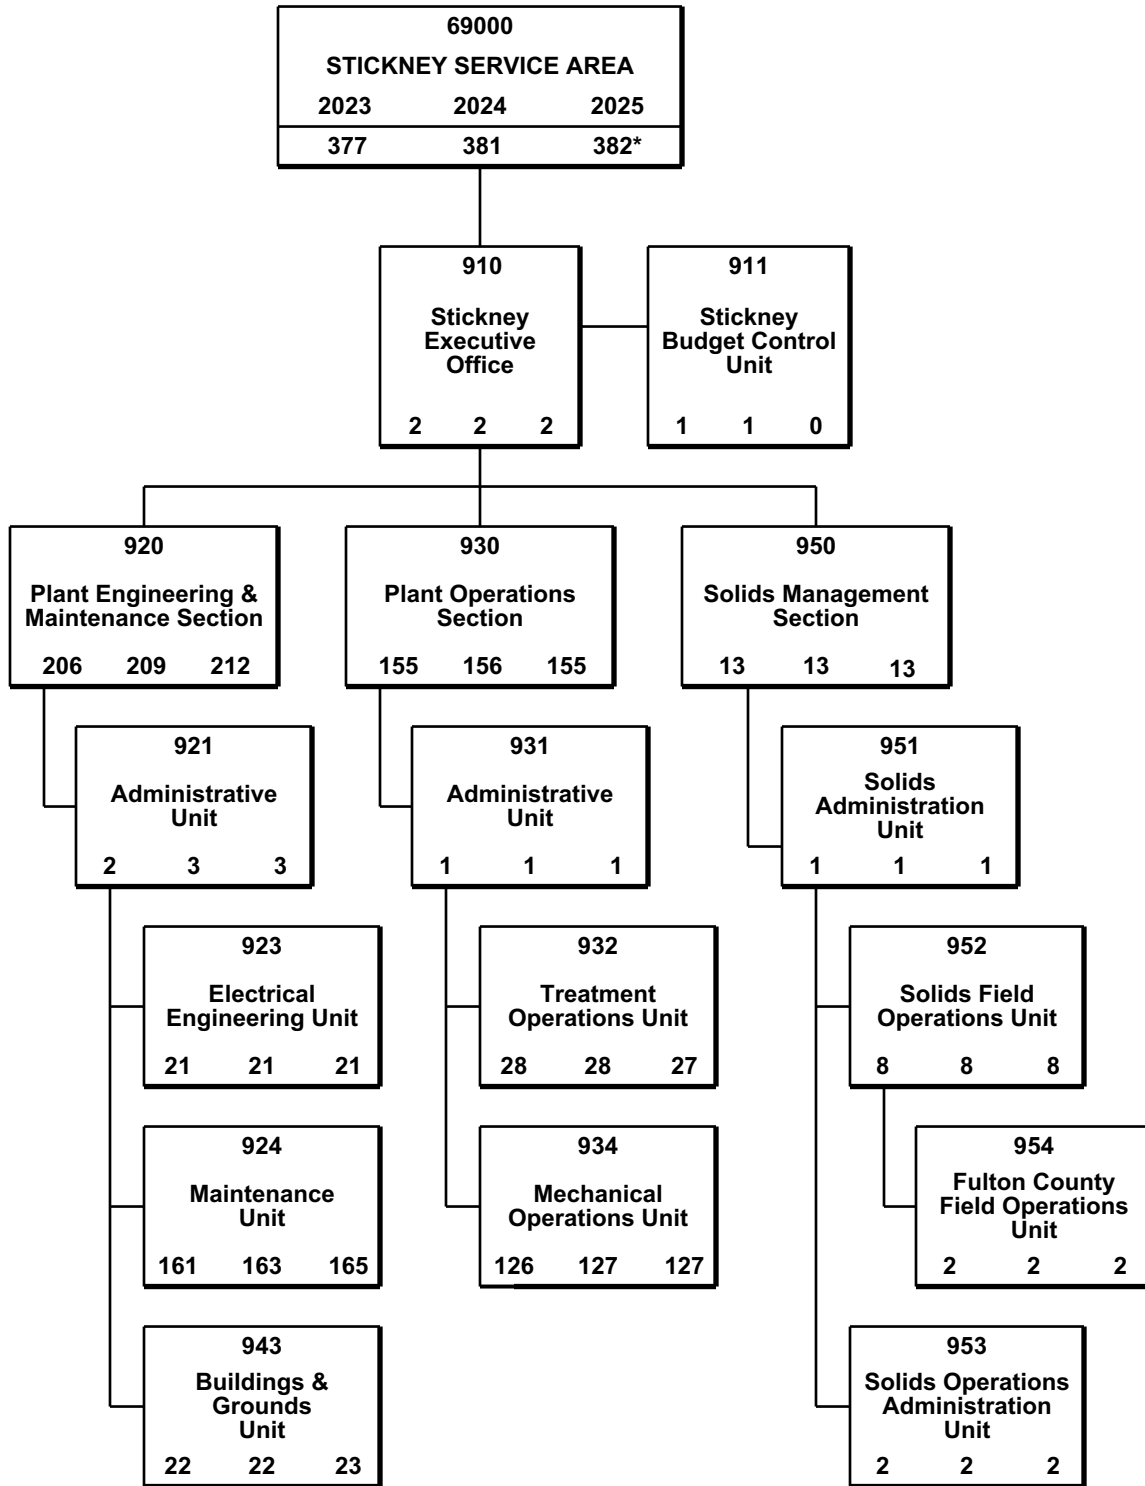 69000
STICKNEY SERVICE AREA
2023 2024 2025
377 381 382*
910
Stickney
Executive
Office
2 2 2
911
Stickney
Budget Control
Unit
1 1 0
920
Plant Engineering &
Maintenance Section
206 209 212
930
Plant Operations
Section
155 156 155
950
Solids Management
Section
13 13 13
921
Administrative
Unit
2 3 3
931
Administrative
Unit
1 1 1
951
Solids
Administration
Unit
1 1 1
923
Electrical
Engineering Unit
21 21 21
932
Treatment
Operations Unit
28 28 27
952
Solids Field
Operations Unit
8 8 8
924
Maintenance
Unit
161 163 165
934
Mechanical
Operations Unit
126 127 127
954
Fulton County
Field Operations
Unit
2 2 2
943
Buildings &
Grounds
Unit
22 22 23
953
Solids Operations
Administration
Unit
2 2 2